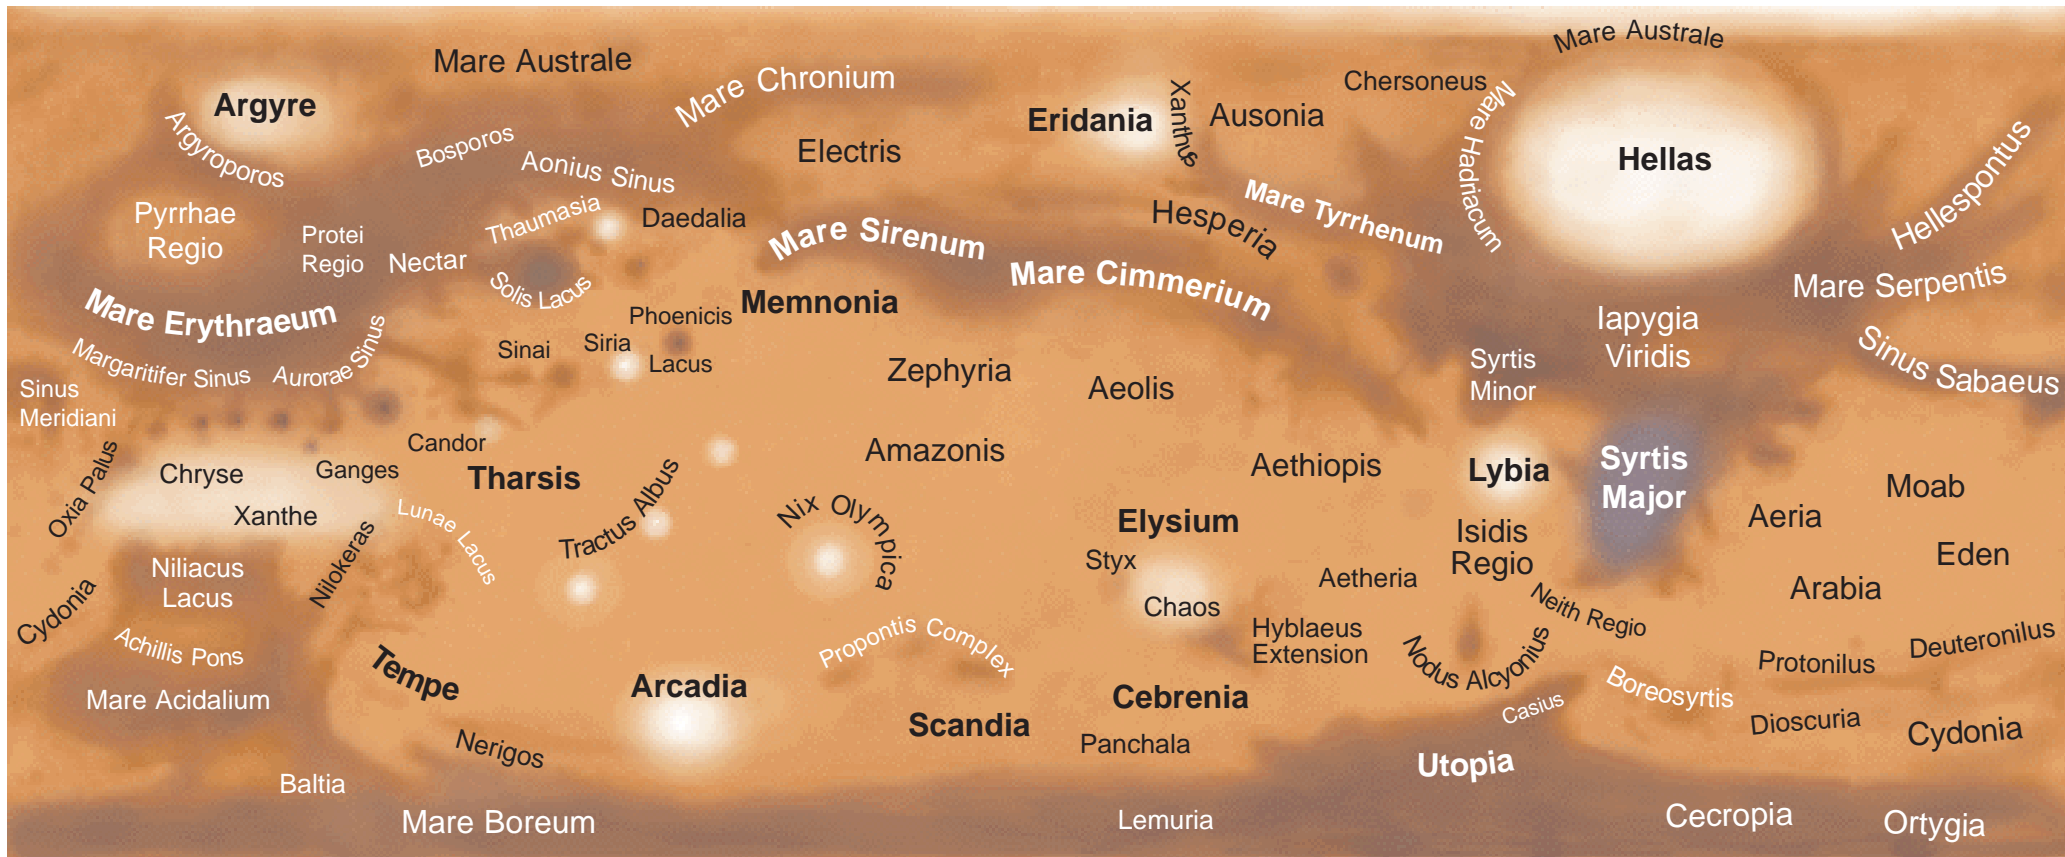 Mare Australe
Mare Australe
Mare Chronium
Chersoneus
Argyre
Argyroporos
Bosporos
Aonius Sinus
Electris
Eridania
Xanthus
Ausonia
Mare Hadriacum
Hellas
Hellespontus
Pyrrhae
Regio
Protei
Regio
Nectar
Thaumasia
Daedalia
Mare Sirenum
Hesperia
Mare Tyrrhenum
Mare Cimmerium
Mare Serpentis
Solis Lacus
Mare Erythraeum
Memnonia
Phoenicis
Lacus
Siria
Sinai
Iapygia
Viridis
Sinus Sabaeus
Margaritifer Sinus
Aurorae Sinus
Sinus
Meridiani
Zephyria
Aeolis
Syrtis
Minor
Candor
Oxia Palus
Chryse
Ganges
Xanthe
Tharsis
Tractus Albus
Amazonis
Aethiopis
Lybia
Syrtis
Major
Moab
Aeria
Nilokeras
Lunae Lacus
Nix Olympica
Elysium
Styx
Chaos
Isidis
Regio
Aetheria
Eden
Arabia
Niliacus
Lacus
Cydonia
Achillis Pons
Propontis Complex
Hyblaeus
Extension
Nodus Alcyonius
Neith Regio
Deuteronilus
Protonilus
Mare Acidalium
Tempe
Arcadia
Scandia
Cebrenia
Panchala
Casius
Boreosyrtis
Dioscuria
Cydonia
Nerigos
Utopia
Baltia
Mare Boreum
Lemuria
Cecropia
Ortygia